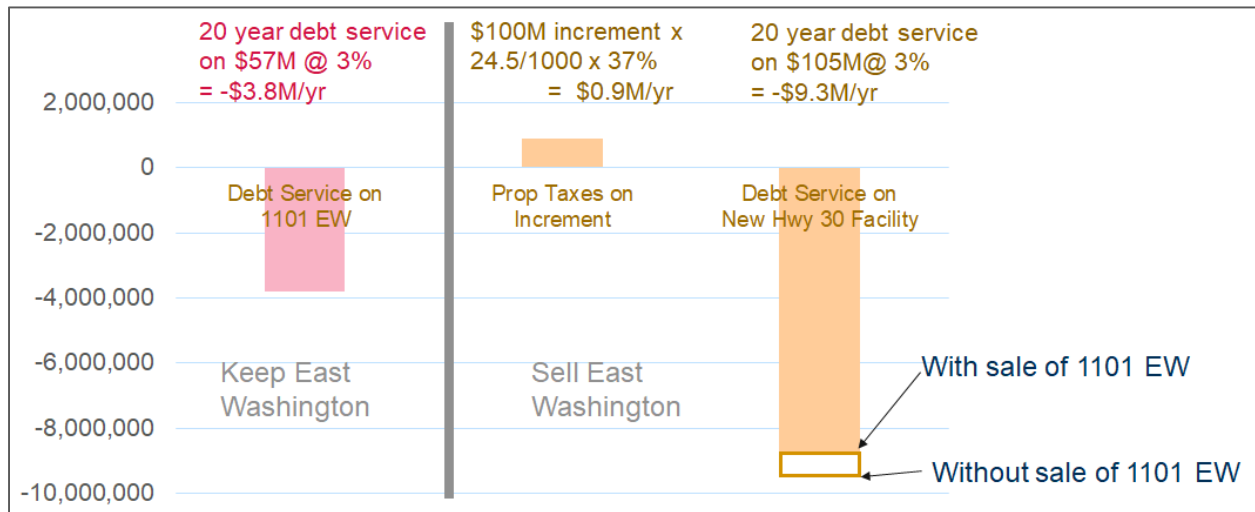 20 year debt service
on $57M @ 3%
= -$3.8M/yr
$100M increment x
24.5/1000 x 37%
= $0.9M/yr
20 year debt service
on $105M@ 3%
= -$9.3M/yr
2,000,000
0
-2,000,000
-4,000,000
-6,000,000
-8,000,000
-10,000,000
Debt Service on
1101 EW
Prop Taxes on
Increment
Debt Service on
New Hwy 30 Facility
Keep East
Washington
Sell East
Washington
With sale of 1101 EW
Without sale of 1101 EW